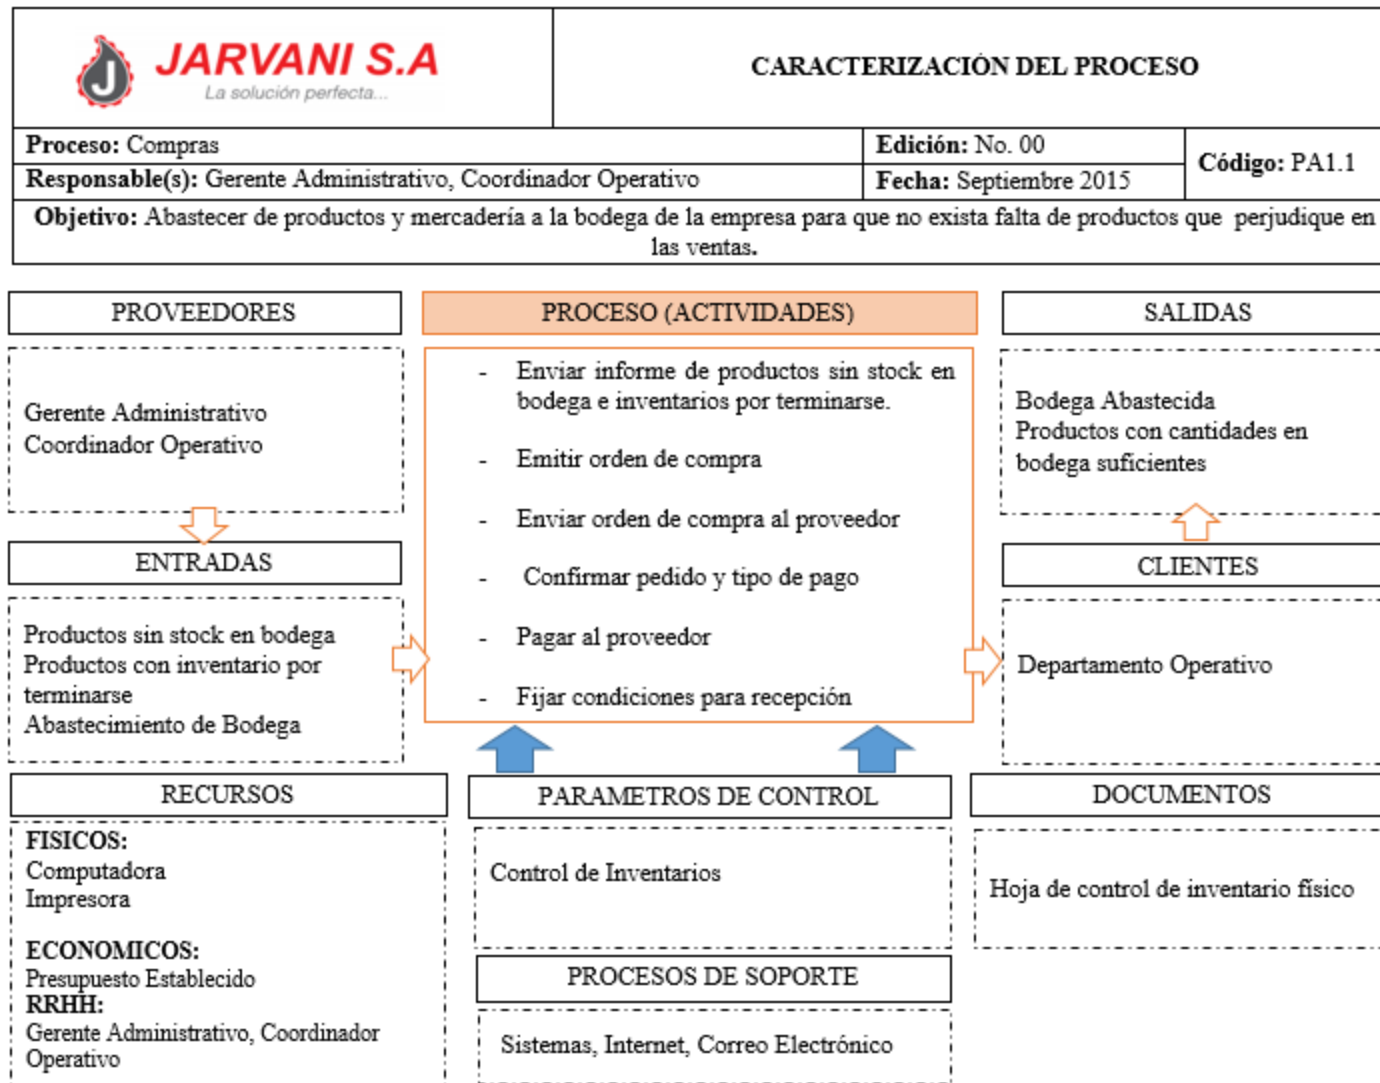 JARVANI S.A
La solución perfecta...
J
CARACTERIZACIÓN DEL PROCESO
Proceso: Compras
Edición: No. 00
Código: PA1.1
Responsable(s): Gerente Administrativo, Coordinador Operativo
Fecha: Septiembre 2015
Objetivo: Abastecer de productos y mercadería a la bodega de la empresa para que no exista falta de productos que perjudique en
las ventas.
PROVEEDORES
Gerente Administrativo
Coordinador Operativo
ENTRADAS
Productos sin stock en bodega
Productos con inventario por
terminarse
Abastecimiento de Bodega
PROCESO (ACTIVIDADES)
- Enviar informe de productos sin stock en
bodega e inventarios por terminarse.
- Emitir orden de compra
- Enviar orden de compra al proveedor
- Confirmar pedido y tipo de pago
- Pagar al proveedor
- Fijar condiciones para recepción
SALIDAS
Bodega Abastecida
Productos con cantidades en
bodega suficientes
CLIENTES
Departamento Operativo
RECURSOS
FISICOS:
Computadora
Impresora
ECONOMICOS:
Presupuesto Establecido
RRHH:
Gerente Administrativo, Coordinador
Operativo
PARAMETROS DE CONTROL
Control de Inventarios
PROCESOS DE SOPORTE
Sistemas, Internet, Correo Electrónico
DOCUMENTOS
Hoja de control de inventario físico